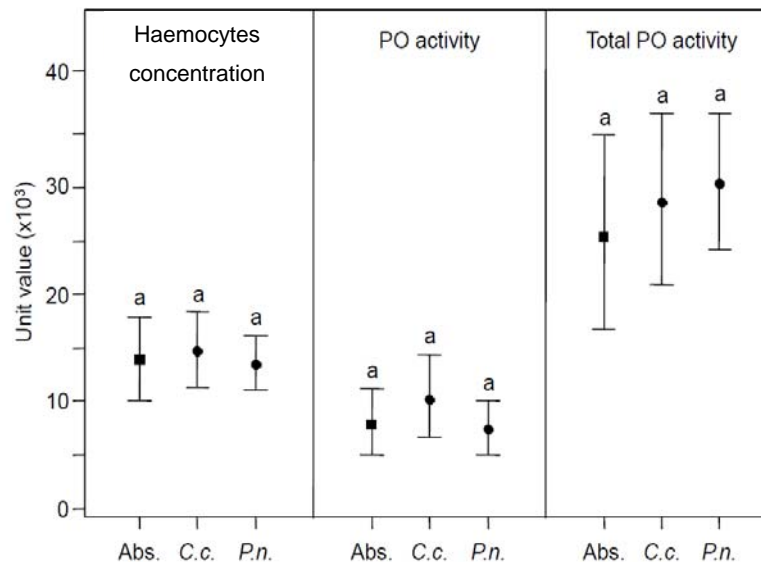 Haemocytes
concentration
PO activity
Total PO activity
Unit value (x10³)
40
30
20
10
0
a a a
a a a
a a a
Abs. C.c. P.n. Abs. C.c. P.n. Abs. C.c. P.n.